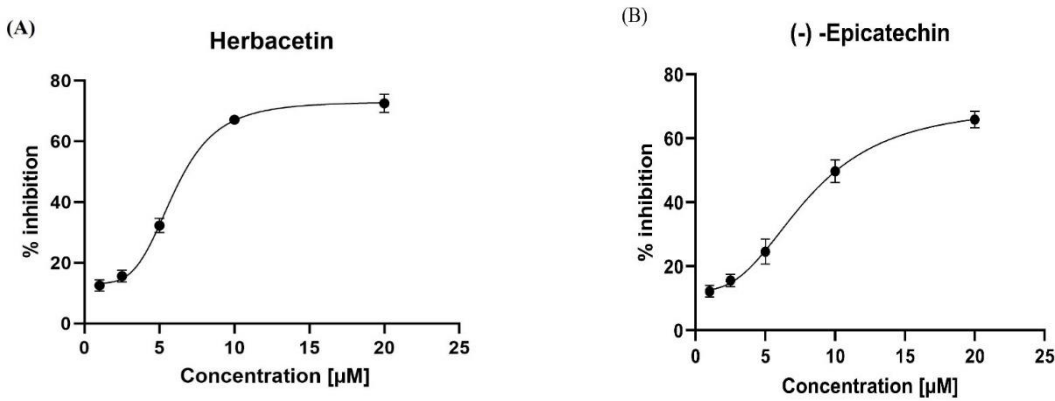 (A)
Herbacetin
% inhibition
80
60
40
20
0
0 5 10 15 20 25
Concentration [µM]
(B)
(-) -Epicatechin
% inhibition
80
60
40
20
0
0 5 10 15 20 25
Concentration [µM]